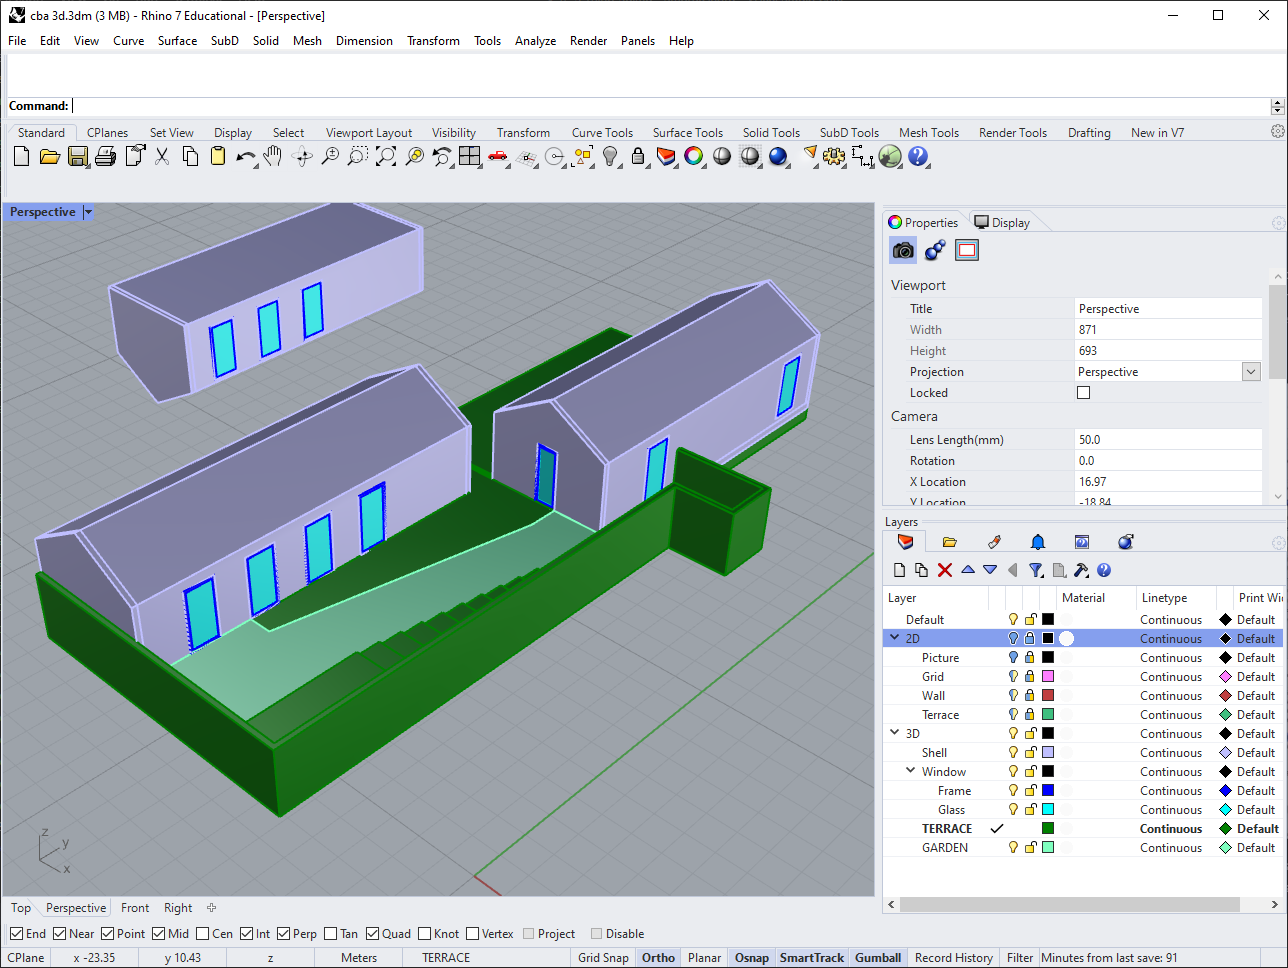 cba 3d.3dm (3 MB) - Rhino 7 Educational - [Perspective]
File Edit View Curve Surface SubD Solid Mesh Dimension Transform Tools Analyze Render Panels Help
Command:
Standard CPlanes Set View Display Select Viewport Layout Visibility Transform Curve Tools Surface Tools Solid Tools SubD Tools Mesh Tools Render Tools Drafting New in V7
Perspective
Properties Display
Viewport
Title Perspective
Width 871
Height 693
Projection Perspective
Locked
Camera
Lens Length(mm) 50.0
Rotation 0.0
X Location 16.97
Y Location -18.84
Layers
Layer Material Linetype Print Wi
Default Continuous Default
2D Continuous Default
Picture Continuous Default
Grid Continuous Default
Wall Continuous Default
Terrace Continuous Default
3D Continuous Default
Shell Continuous Default
Window Continuous Default
Frame Continuous Default
Glass Continuous Default
TERRACE Continuous Default
GARDEN Continuous Default
z
y
x
Top Perspective Front Right
End Near Point Mid Cen Int Perp Tan Quad Knot Vertex Project Disable
CPlane x -23.35 y 10.43 z Meters TERRACE Grid Snap Ortho Planar Osnap SmartTrack Gumball Record History Filter Minutes from last save: 91